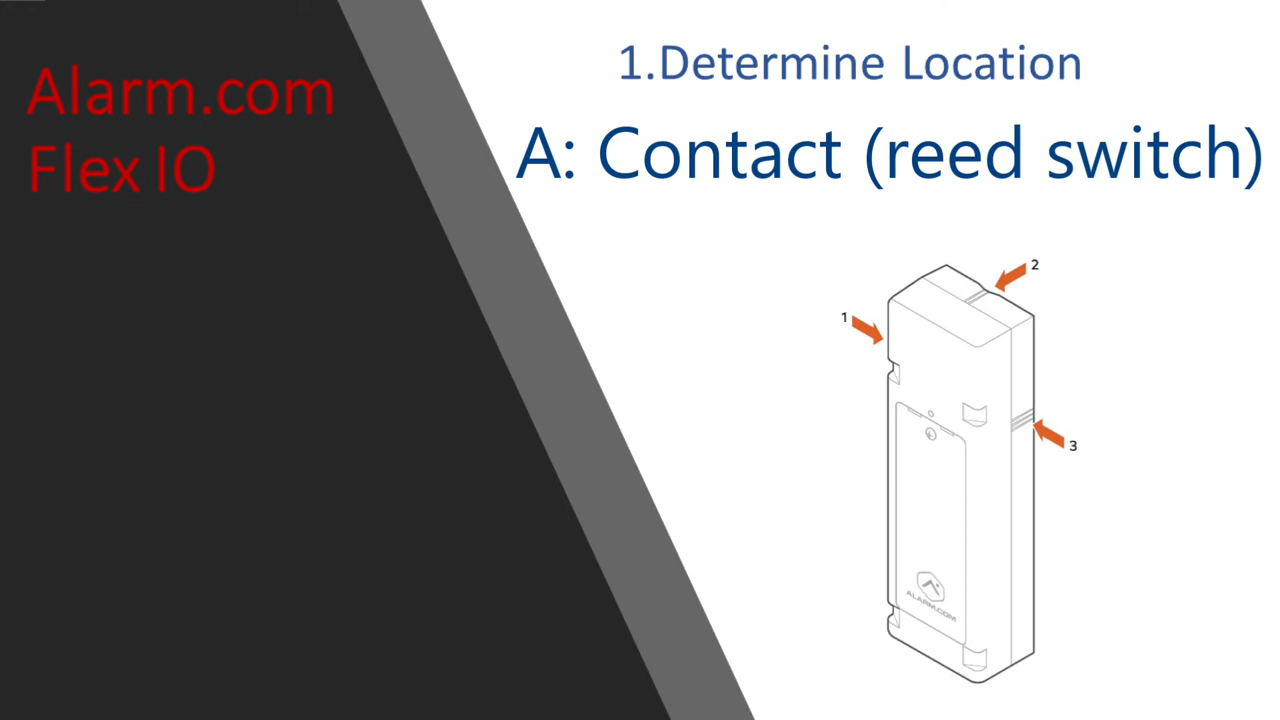 Alarm.com
Flex IO
1.Determine Location
A: Contact (reed switch)
2
1
3
ALARM.COM